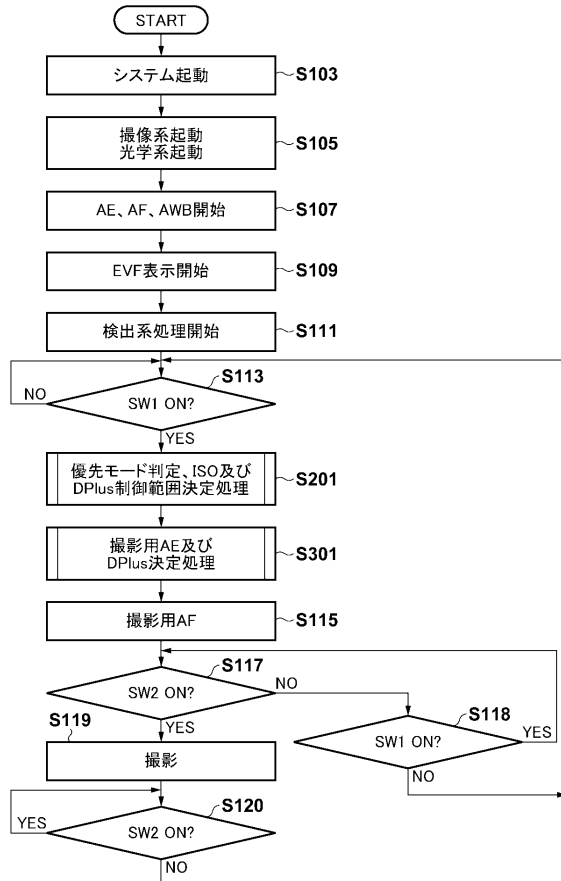 START
システム起動
S103
撮像系起動
光学系起動
S105
AE、AF、AWB開始
S107
EVF表示開始
S109
検出系処理開始
S111
S113
NO
SW1 ON?
YES
優先モード判定、ISO及び
DPlus制御範囲決定処理
S201
撮影用AE及び
DPlus決定処理
S301
撮影用AF
S115
S117
SW2 ON?
NO
YES
S118
SW1 ON?
YES
NO
S119
撮影
S120
YES
SW2 ON?
NO